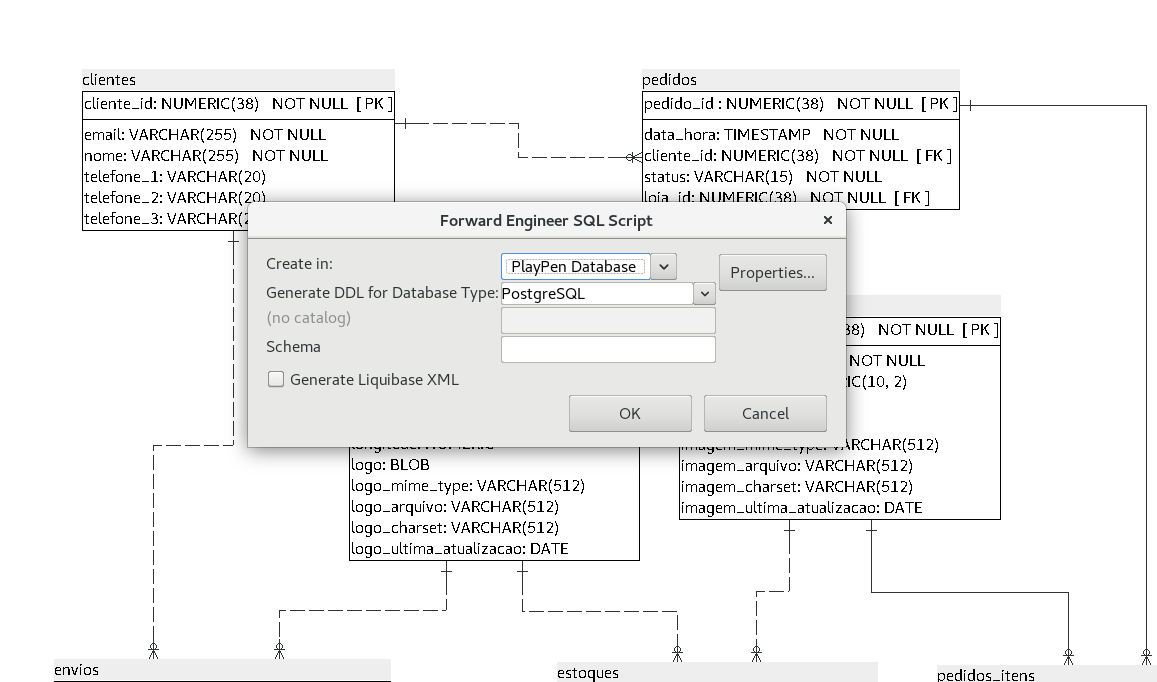 clientes
cliente_id: NUMERIC(38) NOT NULL [ PK ]
email: VARCHAR(255) NOT NULL
nome: VARCHAR(255) NOT NULL
telefone_1: VARCHAR(20)
telefone_2: VARCHAR(20)
telefone_3: VARCHAR(2
pedidos
pedido_id : NUMERIC(38) NOT NULL [ PK ]
data_hora: TIMESTAMP NOT NULL
cliente_id: NUMERIC(38) NOT NULL [ FK ]
status: VARCHAR(15) NOT NULL
loja_id: NUMERIC(38) NOT NULL [ FK ]
Forward Engineer SQL Script
Create in:
PlayPen Database
Properties...
Generate DDL for Database Type:
PostgreSQL
(no catalog)
Schema
Generate Liquibase XML
OK
Cancel
38) NOT NULL [ PK ]
NOT NULL
IC(10, 2)
logo: BLOB
logo_mime_type: VARCHAR(512)
logo_arquivo: VARCHAR(512)
logo_charset: VARCHAR(512)
logo_ultima_atualizacao: DATE
imagem_mime_type: VARCHAR(512)
imagem_arquivo: VARCHAR(512)
imagem_charset: VARCHAR(512)
imagem_ultima_atualizacao: DATE
envios
estoques
pedidos_itens